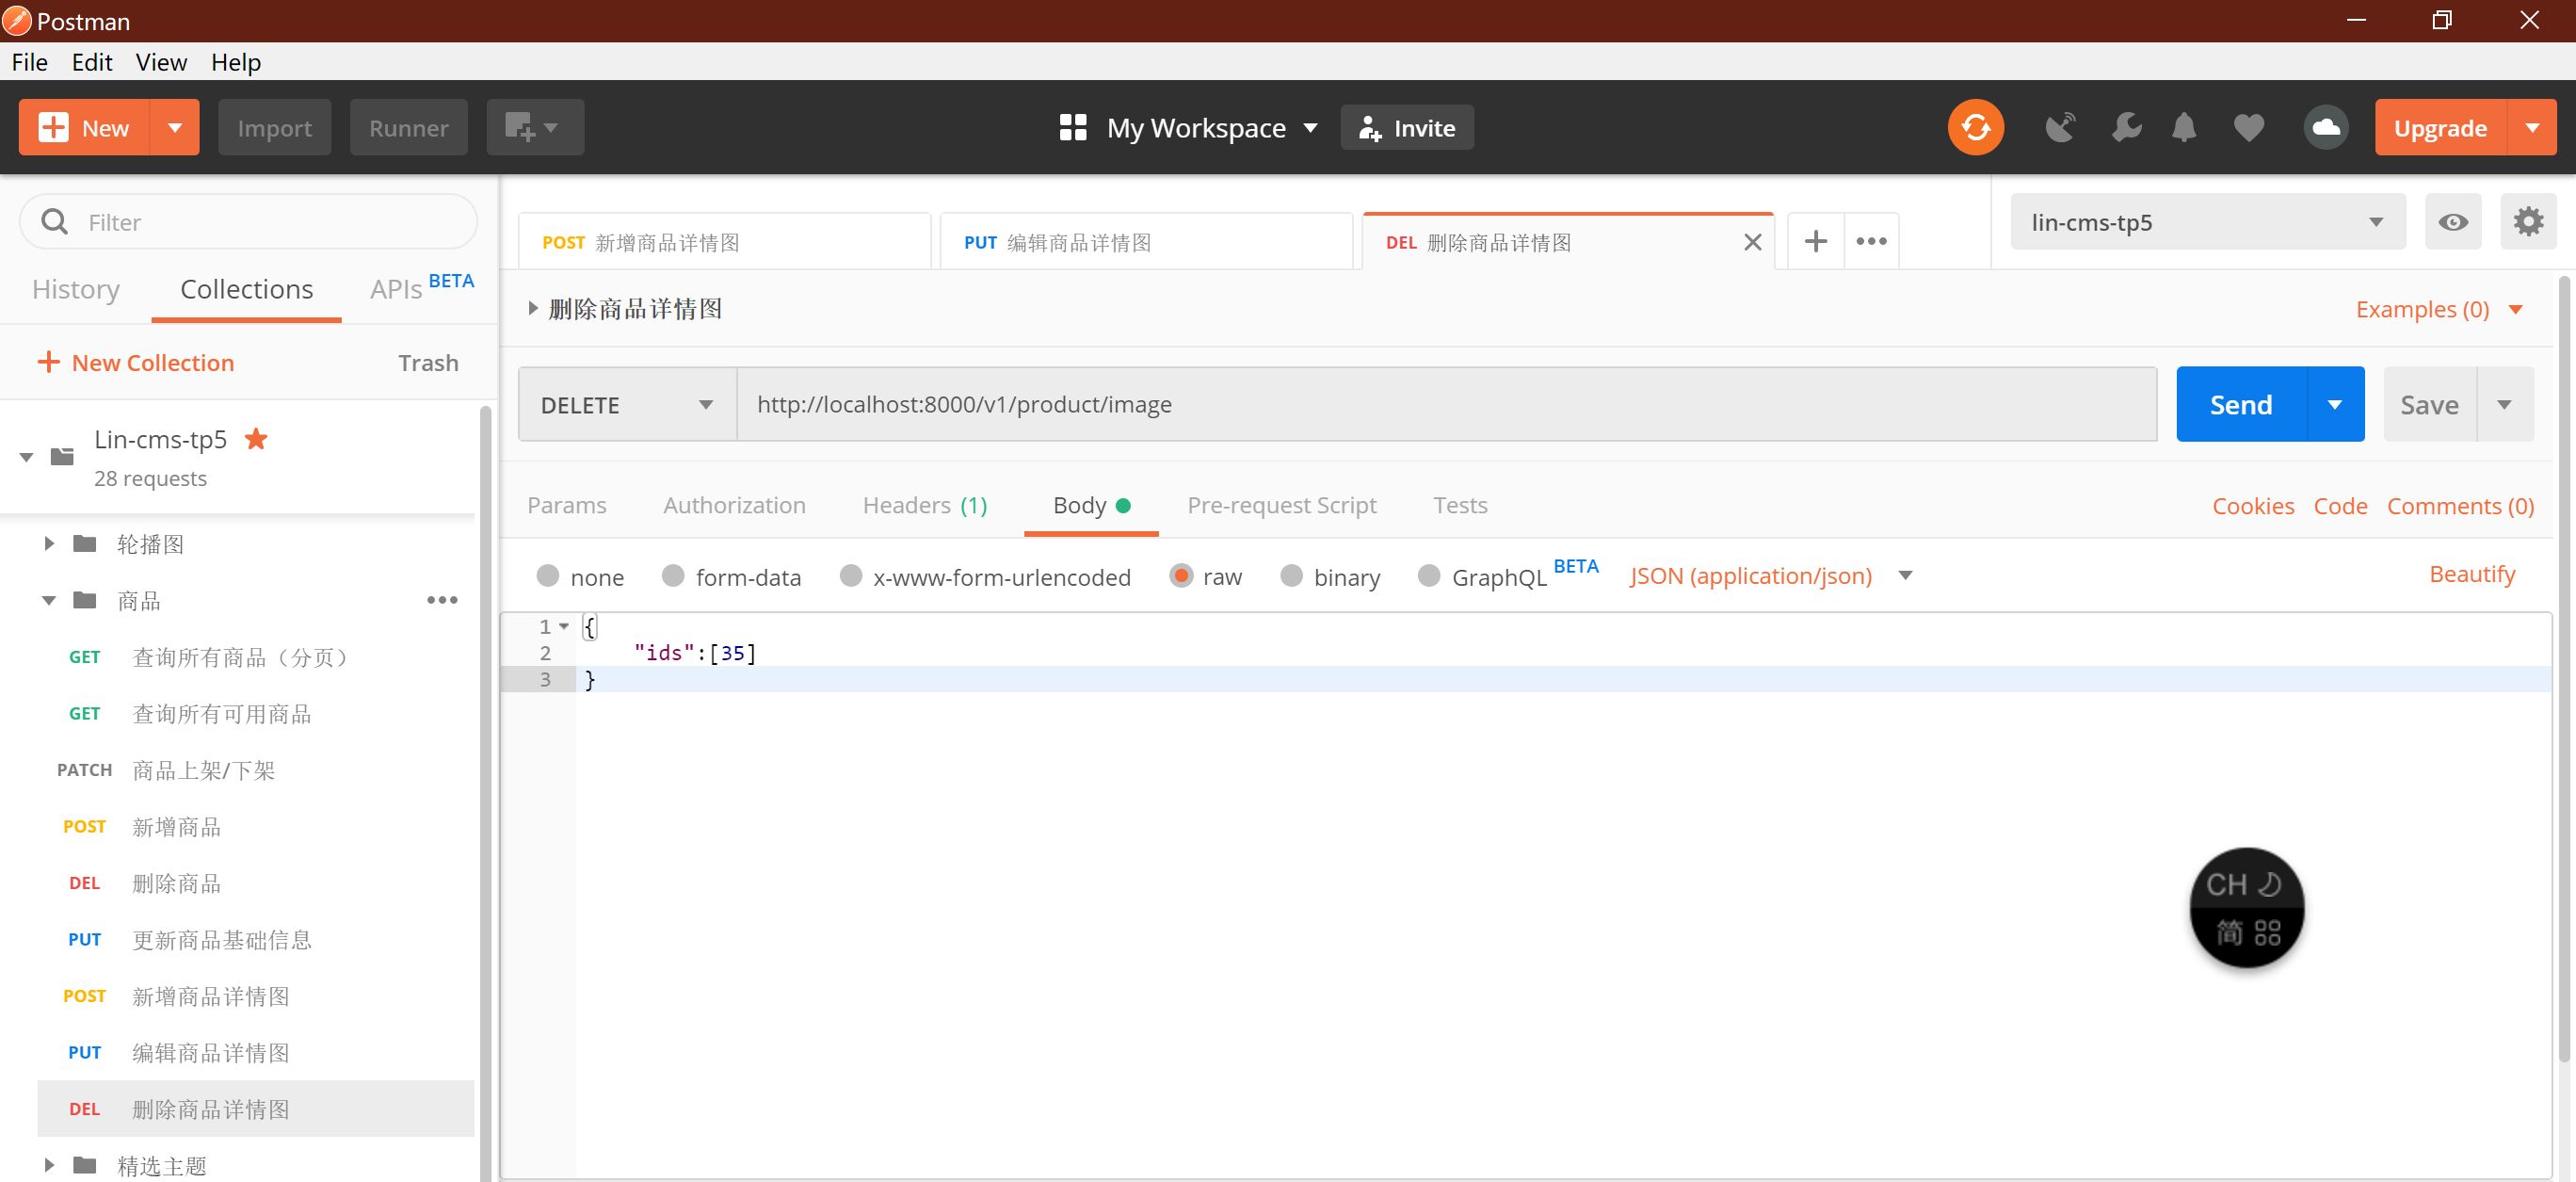 Postman
File Edit View Help
New Import Runner My Workspace Invite Upgrade
Filter
History Collections APIs BETA
New Collection Trash
Lin-cms-tp5
28 requests
轮播图
商品
GET 查询所有商品（分页）
GET 查询所有可用商品
PATCH 商品上架/下架
POST 新增商品
DEL 删除商品
PUT 更新商品基础信息
POST 新增商品详情图
PUT 编辑商品详情图
DEL 删除商品详情图
精选主题
POST 新增商品详情图 PUT 编辑商品详情图 DEL 删除商品详情图
lin-cms-tp5
删除商品详情图 Examples (0)
DELETE http://localhost:8000/v1/product/image Send Save
Params Authorization Headers (1) Body Pre-request Script Tests Cookies Code Comments (0)
none form-data x-www-form-urlencoded raw binary GraphQL BETA JSON (application/json) Beautify
1 {
2 "ids":[35]
3 }
CH
简